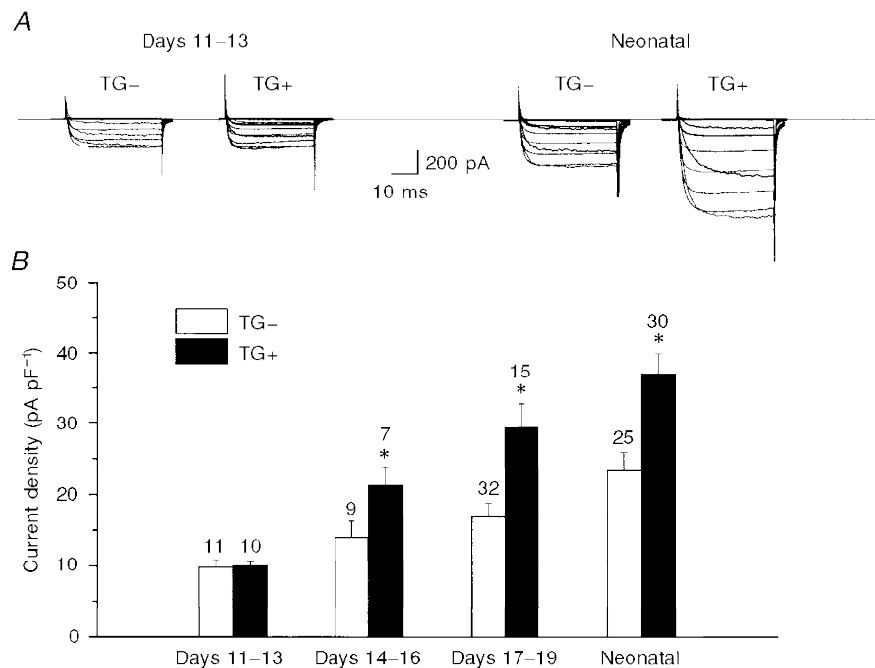 A
Days 11–13
Neonatal
TG–
TG+
TG–
TG+
200 pA
10 ms
B
50
40
30
20
10
0
Current density (pA pF⁻¹)
TG–
TG+
11
10
9
7
*
32
15
*
25
30
*
Days 11–13
Days 14–16
Days 17–19
Neonatal